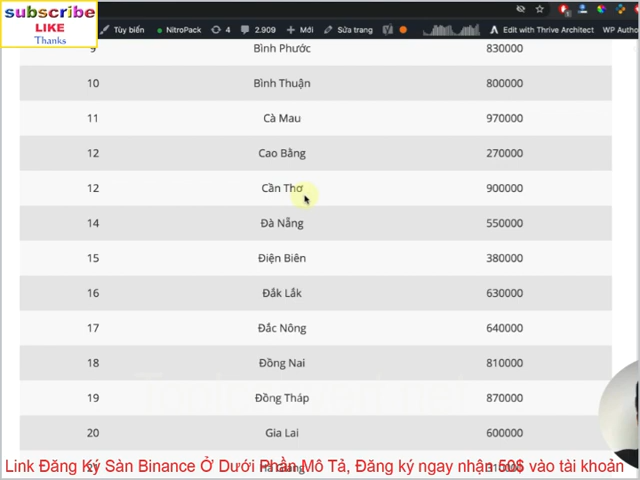 subscribe
LIKE
Thanks
Tùy biến NitroPack 4 2.909 Mới Sửa trang Edit with Thrive Architect WP Autho
9 Bình Phước 830000
10 Bình Thuận 800000
11 Cà Mau 970000
12 Cao Bằng 270000
12 Cần Thơ 900000
14 Đà Nẵng 550000
15 Điện Biên 380000
16 Đắk Lắk 630000
17 Đắc Nông 640000
18 Đồng Nai 810000
19 Đồng Tháp 870000
20 Gia Lai 600000
Link Đăng Ký Sàn Binance Ở Dưới Phần Mô Tả, Đăng ký ngay nhận 50$ vào tài khoản